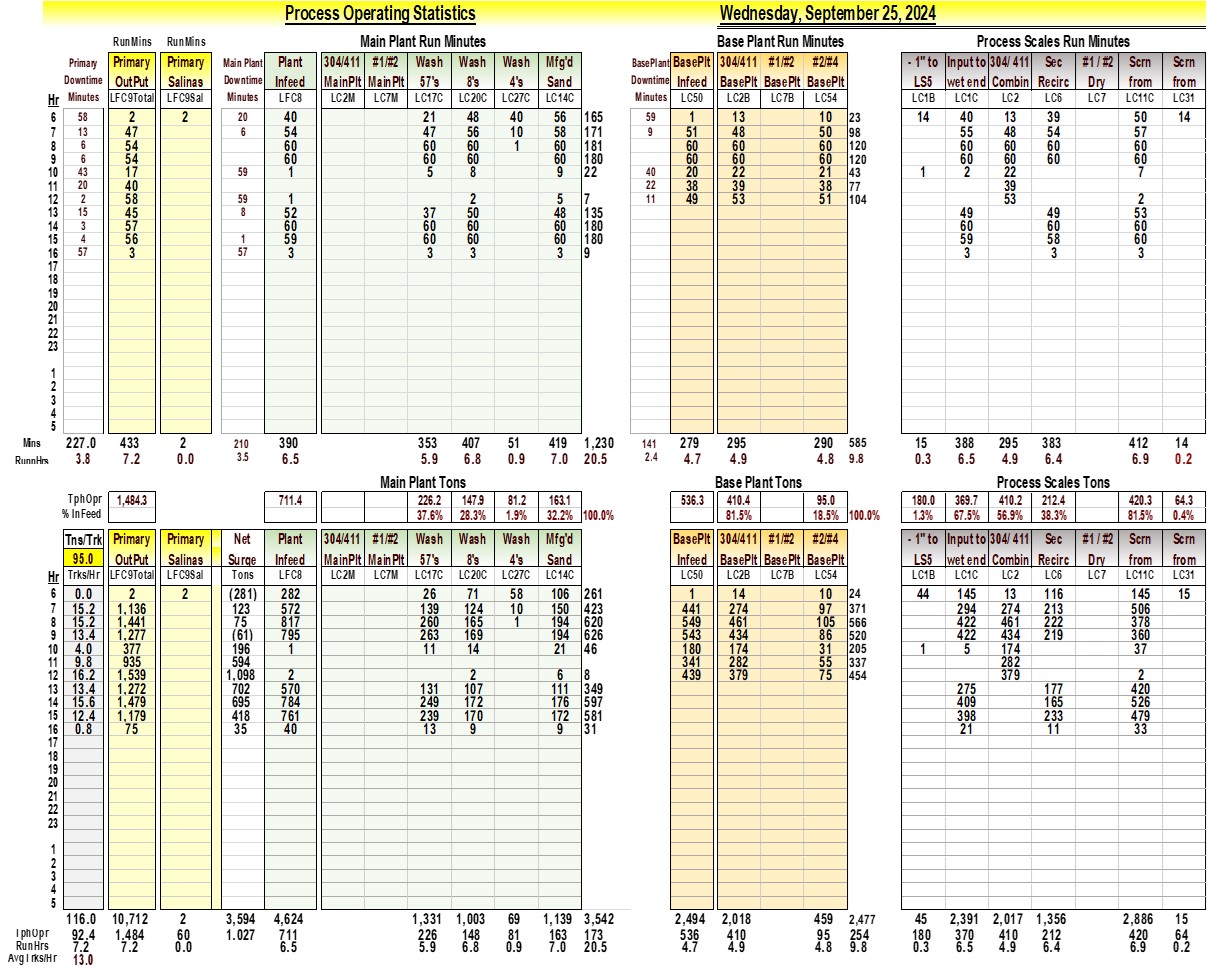 Process Operating Statistics Wednesday, September 25, 2024
RunMins RunMins Main Plant Run Minutes Base Plant Run Minutes Process Scales Run Minutes
Primary Primary Primary Main Plant Plant 304/411 #1/#2 Wash Wash Wash Mfg'd BasePlant BasePlt 304/411 #1/#2 #2/#4 - 1" to Input to 304/ 411 Sec #1 / #2 Scrn Scrn
Downtime OutPut Salinas Downtime Infeed MainPlt MainPlt 57's 8's 4's Sand Downtime Infeed BasePlt BasePlt BasePlt LS5 wet end Combin Recirc Dry from from
Hr Minutes LFC9Total LFC9Sal Minutes LFC8 LC2M LC7M LC17C LC20C LC27C LC14C Minutes LC50 LC2B LC7B LC54 LC1B LC1C LC2 LC6 LC7 LC11C LC31
6 58 2 2 20 40 21 48 40 56 165 59 1 13 10 23 14 40 13 39 50 14
7 13 47 6 54 47 56 10 58 171 9 51 48 50 98 55 48 54 57
8 6 54 60 60 60 1 60 181 60 60 60 120 60 60 60 60
9 6 54 60 60 60 60 180 60 60 60 120 60 60 60 60
10 43 17 59 1 5 8 9 22 40 20 22 21 43 1 2 22 7
11 20 40 22 38 39 38 77 39
12 2 58 59 1 2 5 7 11 49 53 51 104 53 2
13 15 45 8 52 37 50 48 135 49 49 53
14 3 57 60 60 60 60 180 60 60 60
15 4 56 1 59 60 60 60 180 59 58 60
16 57 3 57 3 3 3 3 9 3 3 3
17
18
19
20
21
22
23
1
2
3
4
5
Mins 227.0 433 2 210 390 353 407 51 419 1,230 141 279 295 290 585 15 388 295 383 412 14
RunnHrs 3.8 7.2 0.0 3.5 6.5 5.9 6.8 0.9 7.0 20.5 2.4 4.7 4.9 4.8 9.8 0.3 6.5 4.9 6.4 6.9 0.2
Main Plant Tons Base Plant Tons Process Scales Tons
TphOpr 1,484.3 711.4 226.2 147.9 81.2 163.1 536.3 410.4 95.0 180.0 369.7 410.2 212.4 420.3 64.3
% InFeed 37.6% 28.3% 1.9% 32.2% 100.0% 81.5% 18.5% 100.0% 1.3% 67.5% 56.9% 38.3% 81.5% 0.4%
Tns/Trk Primary Primary Net Plant 304/411 #1/#2 Wash Wash Wash Mfg'd BasePlt 304/411 #1/#2 #2/#4 - 1" to Input to 304/ 411 Sec #1 / #2 Scrn Scrn
95.0 OutPut Salinas Surge Infeed MainPlt MainPlt 57's 8's 4's Sand Infeed BasePlt BasePlt BasePlt LS5 wet end Combin Recirc Dry from from
Hr Trks/Hr LFC9Total LFC9Sal Tons LFC8 LC2M LC7M LC17C LC20C LC27C LC14C LC50 LC2B LC7B LC54 LC1B LC1C LC2 LC6 LC7 LC11C LC31
6 0.0 2 2 (281) 282 26 71 58 106 261 1 14 10 24 44 145 13 116 145 15
7 15.2 1,136 123 572 139 124 10 150 423 441 274 97 371 294 274 213 506
8 15.2 1,441 75 817 260 165 1 194 620 549 461 105 566 422 461 222 378
9 13.4 1,277 (61) 795 263 169 194 626 543 434 86 520 422 434 219 360
10 4.0 377 196 1 11 14 21 46 180 174 31 205 1 5 174 37
11 9.8 935 594 341 282 55 337 282
12 16.2 1,539 1,098 2 2 6 8 439 379 75 454 379 2
13 13.4 1,272 702 570 131 107 111 349 275 177 420
14 15.6 1,479 695 784 249 172 176 597 409 165 526
15 12.4 1,179 418 761 239 170 172 581 398 233 479
16 0.8 75 35 40 13 9 9 31 21 11 33
17
18
19
20
21
22
23
1
2
3
4
5
116.0 10,712 2 3,594 4,624 1,331 1,003 69 1,139 3,542 2,494 2,018 459 2,477 45 2,391 2,017 1,356 2,886 15
TphOpr 92.4 1,484 60 1.027 711 226 148 81 163 173 536 410 95 254 180 370 410 212 420 64
RunHrs 7.2 7.2 0.0 6.5 5.9 6.8 0.9 7.0 20.5 4.7 4.9 4.8 9.8 0.3 6.5 4.9 6.4 6.9 0.2
Avg Trks/Hr 13.0